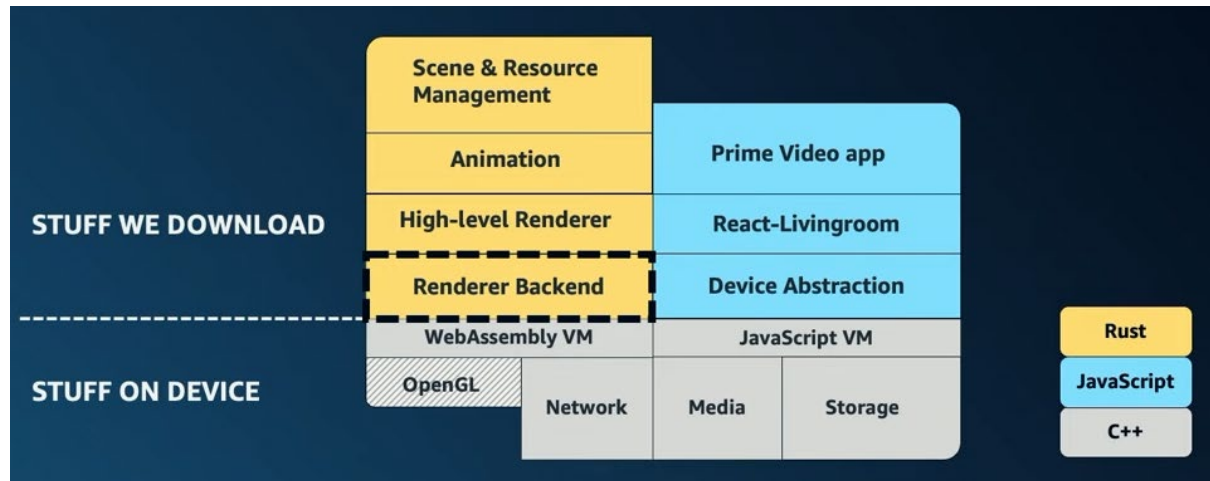 Scene & Resource
Management
Animation
Prime Video app
STUFF WE DOWNLOAD
High-level Renderer
React-Livingroom
Renderer Backend
Device Abstraction
WebAssembly VM
JavaScript VM
Rust
STUFF ON DEVICE
OpenGL
Network
Media
Storage
JavaScript
C++